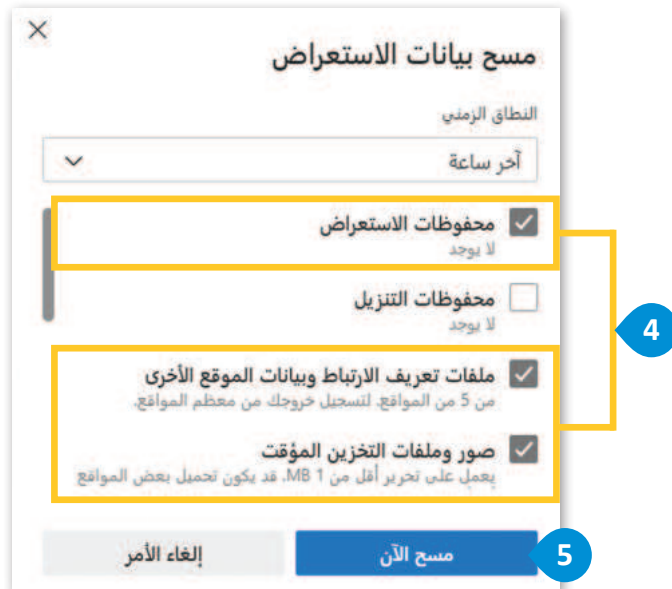 مسح بيانات الاستعراض
النطاق الزمني
آخر ساعة
محفوظات الاستعراض
لا يوجد
محفوظات التنزيل
لا يوجد
4
ملفات تعريف الارتباط وبيانات الموقع الأخرى
من 5 من المواقع. لتسجيل خروجك من معظم المواقع.
صور وملفات التخزين المؤقت
يعمل على تحرير أقل من 1 MB. قد يكون تحميل بعض المواقع
مسح الآن
5
إلغاء الأمر